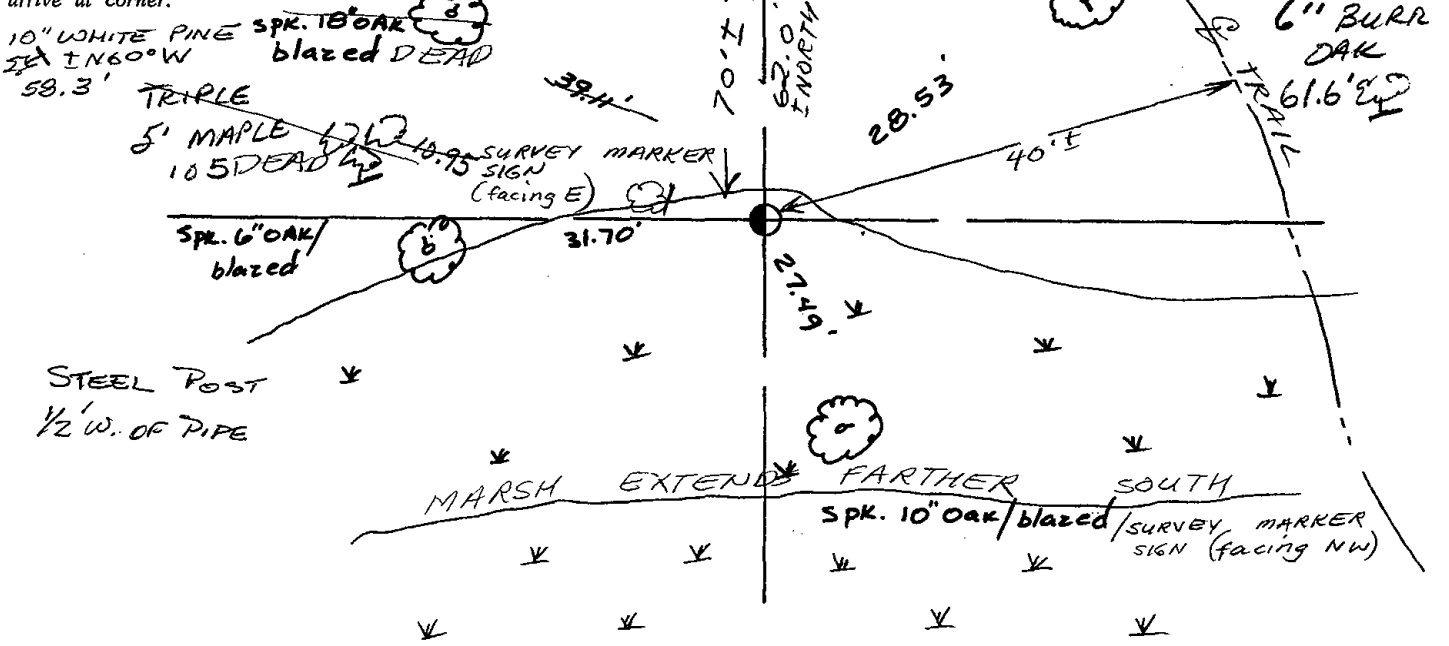 arrive at corner.
10" WHITE PINE
± N60°W
58.3'
Spk. 18" OAK
blazed DEAD
d
TRIPLE
5' MAPLE
DEAD
10.95
39.11'
70'±
62.0'
± NORTH
28.53'
40'±
℄ TRAIL
6" BURR
OAK
61.6'
SURVEY MARKER
SIGN
(facing E)
Spk. 6" OAK/
blazed
b
31.70'
27.49'
STEEL POST
1/2' W. OF PIPE
a
MARSH EXTENDS FARTHER SOUTH
Spk. 10" Oak/blazed/SURVEY MARKER
SIGN (facing NW)